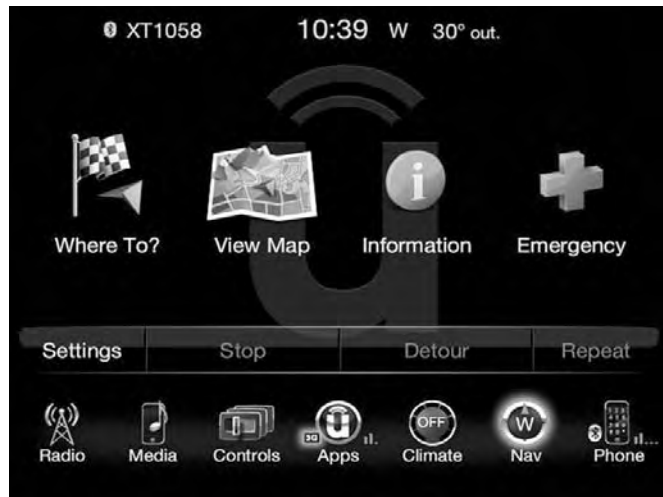 XT1058 10:39 W 30° out.
Where To? View Map Information Emergency
Settings Stop Detour Repeat
3G OFF W
Radio Media Controls Apps Climate Nav Phone